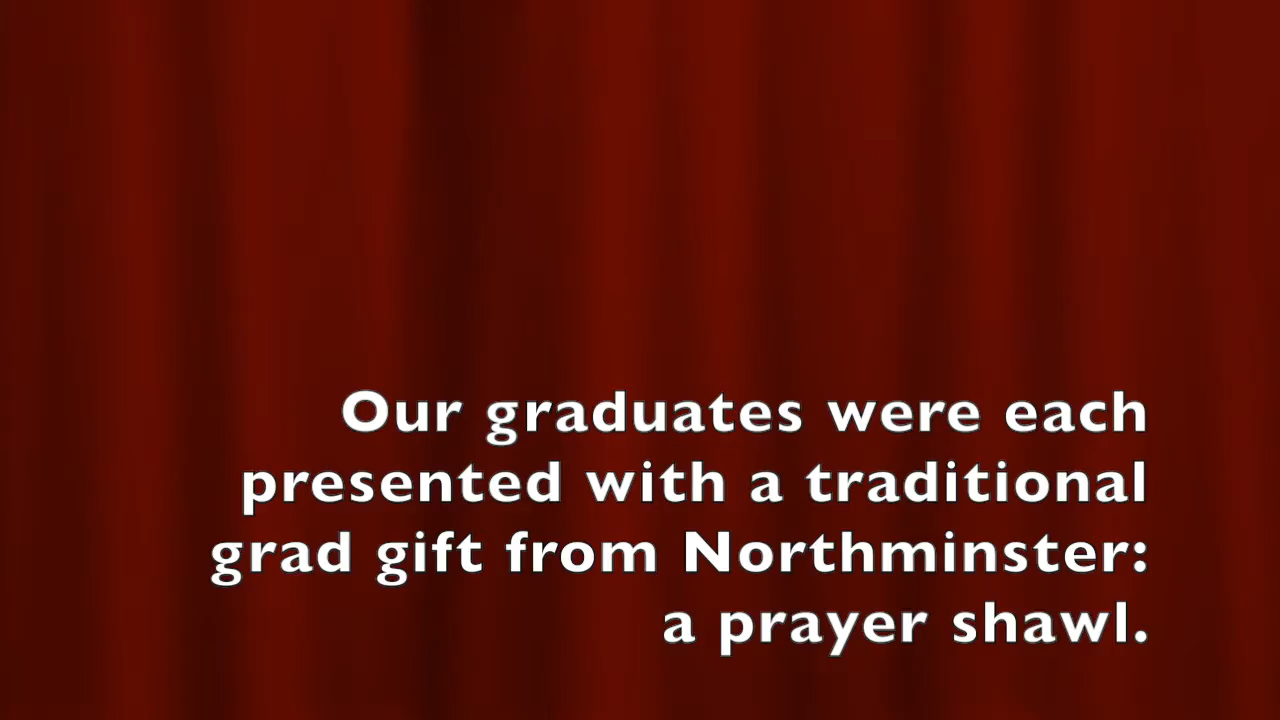 Our graduates were each
presented with a traditional
grad gift from Northminster:
a prayer shawl.